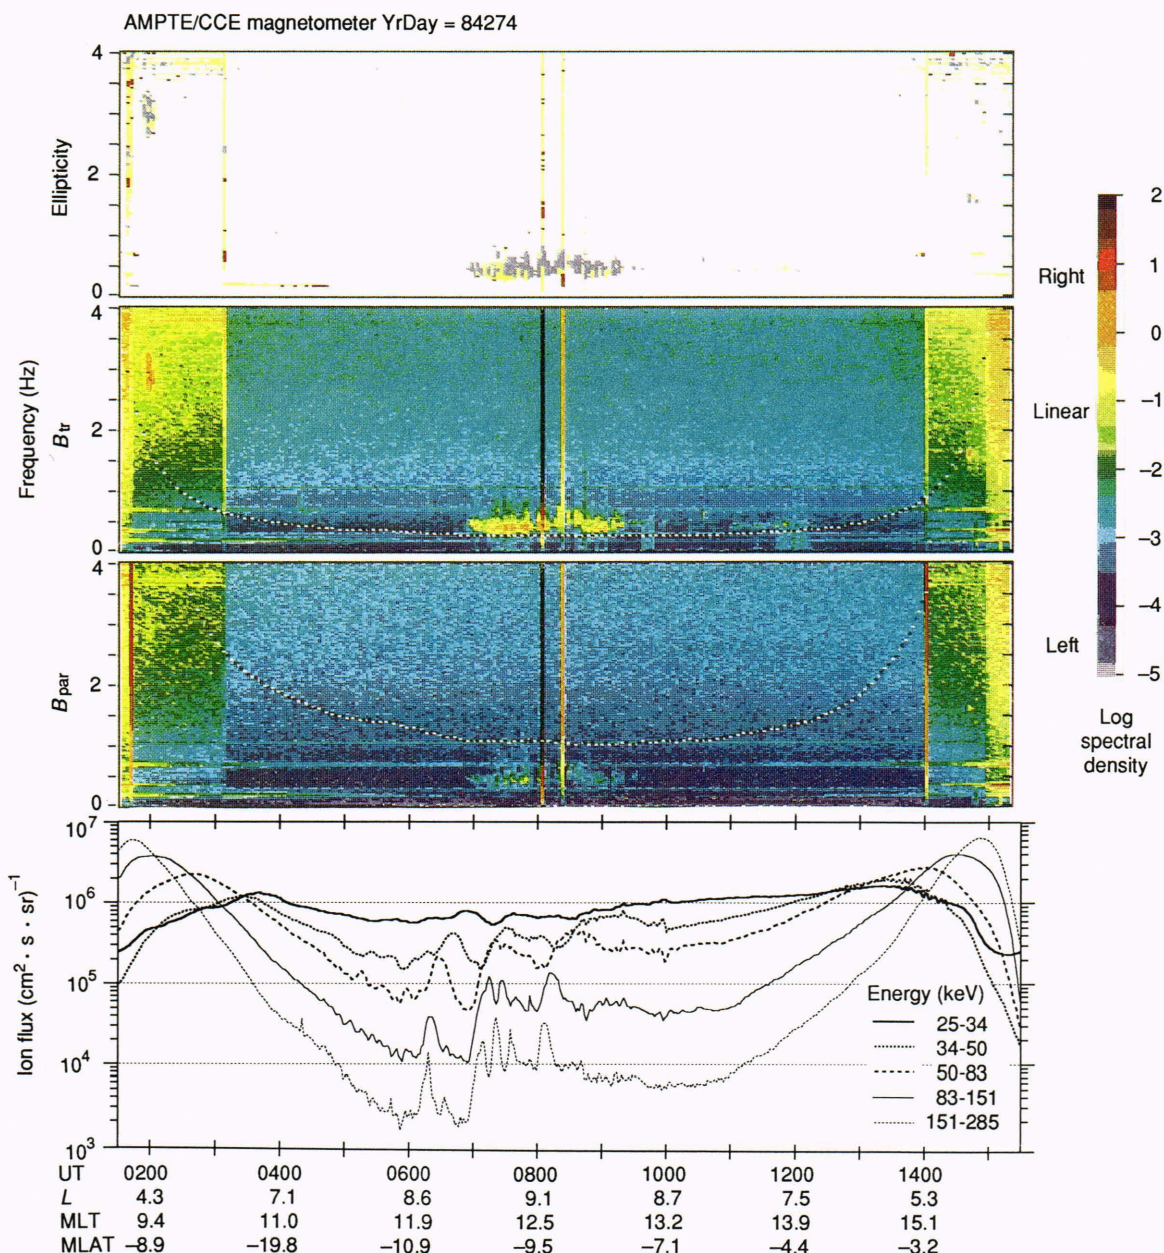 AMPTE/CCE magnetometer YrDay = 84274
4
2
0
Ellipticity
4
2
0
Frequency (Hz)
Btr
4
2
0
Bpar
2
1
0
−1
−2
−3
−4
−5
Right
Linear
Left
Log
spectral
density
10^7
10^6
10^5
10^4
10^3
Ion flux (cm² · s · sr)⁻¹
Energy (keV)
25-34
34-50
50-83
83-151
151-285
UT 0200 0400 0600 0800 1000 1200 1400
L 4.3 7.1 8.6 9.1 8.7 7.5 5.3
MLT 9.4 11.0 11.9 12.5 13.2 13.9 15.1
MLAT −8.9 −19.8 −10.9 −9.5 −7.1 −4.4 −3.2